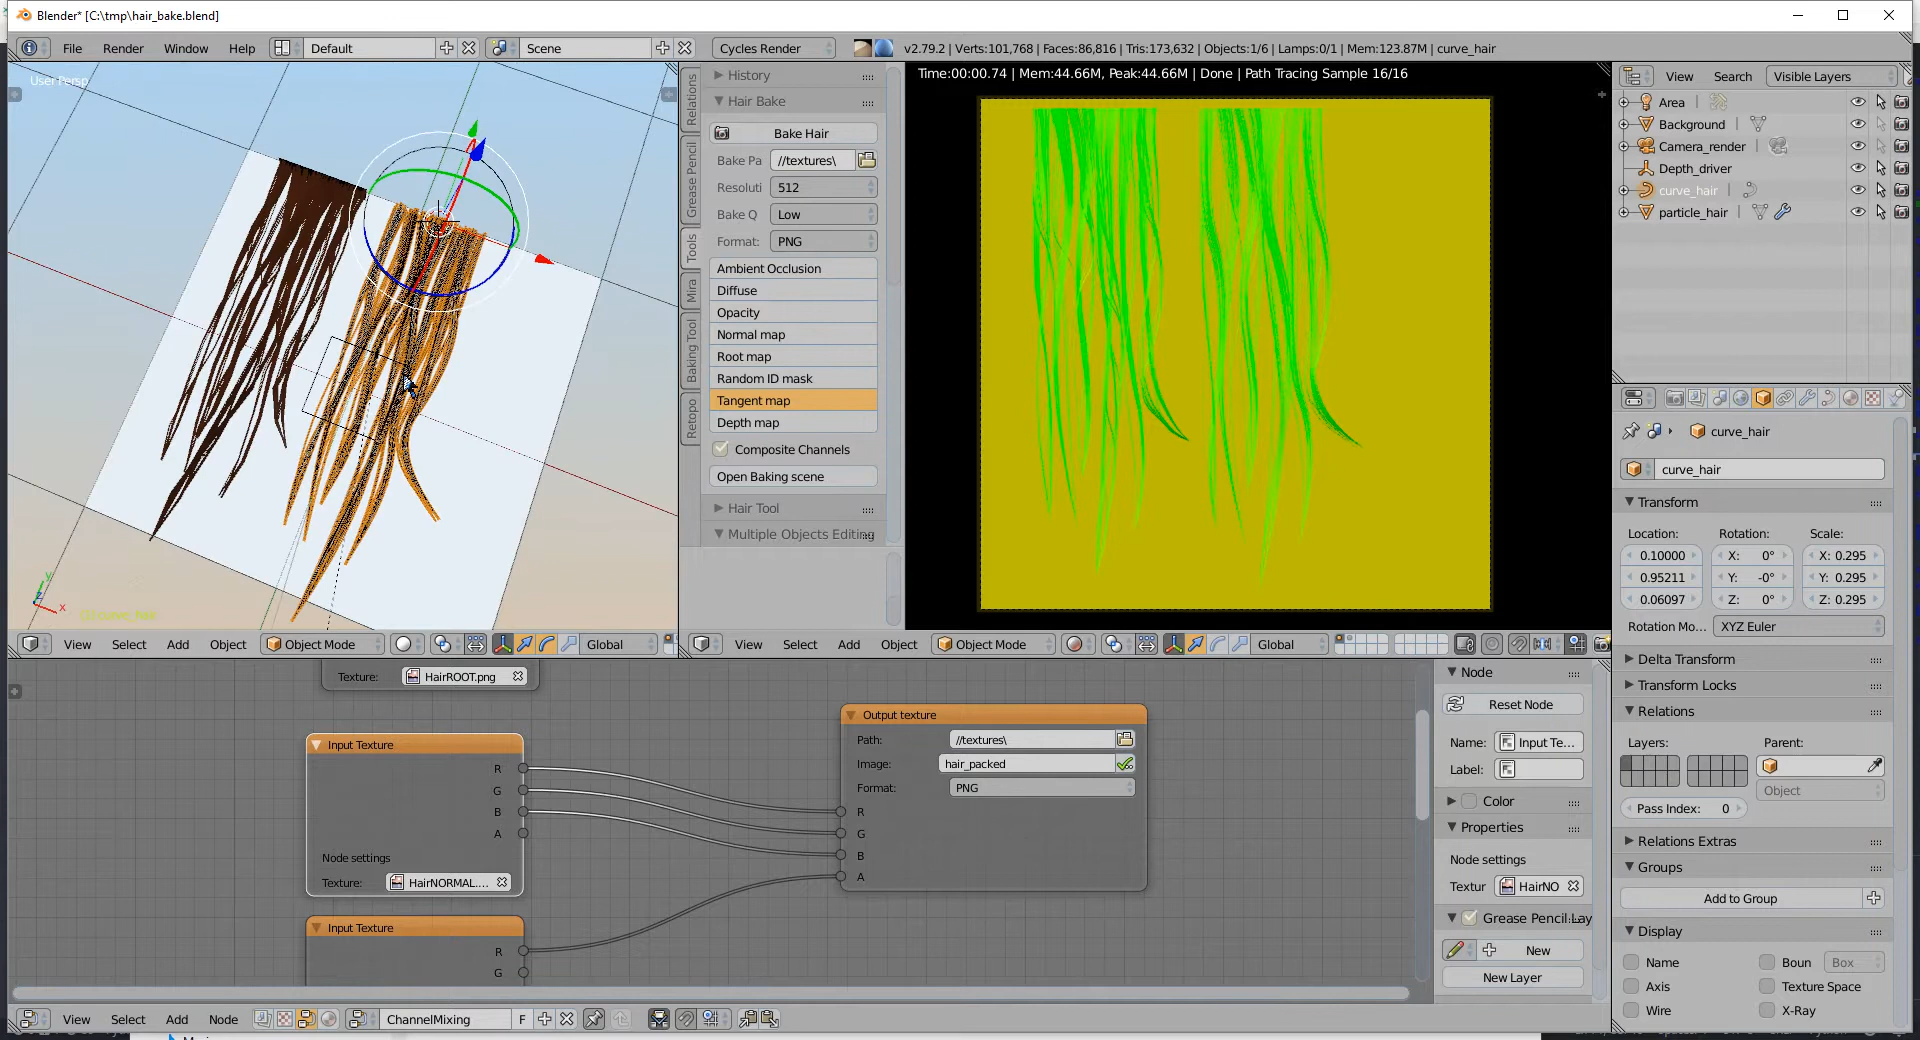 Blender* [C:\tmp\hair_bake.blend]
File Render Window Help Default Scene Cycles Render v2.79.2 | Verts:101,768 | Faces:86,816 | Tris:173,632 | Objects:1/6 | Lamps:0/1 | Mem:123.87M | curve_hair
User Persp
(1) curve_hair
y
z
x
View Select Add Object Object Mode Global
Relations
Grease Pencil
Tools
Mira
Baking Tool
Retopo
History
Hair Bake
Bake Hair
Bake Pa //textures\
Resoluti 512
Bake Q Low
Format: PNG
Ambient Occlusion
Diffuse
Opacity
Normal map
Root map
Random ID mask
Tangent map
Depth map
Composite Channels
Open Baking scene
Hair Tool
Multiple Objects Editing
Time:00:00.74 | Mem:44.66M, Peak:44.66M | Done | Path Tracing Sample 16/16
View Select Add Object Object Mode Global
View Search Visible Layers
Area
Background
Camera_render
Depth_driver
curve_hair
particle_hair
curve_hair
curve_hair
Transform
Location: Rotation: Scale:
0.10000 X: 0° X: 0.295
0.95211 Y: -0° Y: 0.295
0.06097 Z: 0° Z: 0.295
Rotation Mo... XYZ Euler
Delta Transform
Transform Locks
Relations
Layers: Parent:
Object
Pass Index: 0
Relations Extras
Groups
Add to Group
Display
Name Boun Box
Axis Texture Space
Wire X-Ray
Texture: HairROOT.png
Input Texture
R
G
B
A
Node settings
Texture: HairNORMAL....
Input Texture
R
G
Output texture
Path: //textures\
Image: hair_packed
Format: PNG
R
G
B
A
Node
Reset Node
Name: Input Te...
Label:
Color
Properties
Node settings
Textur HairNO
Grease Pencil Lay
New
New Layer
View Select Add Node ChannelMixing F